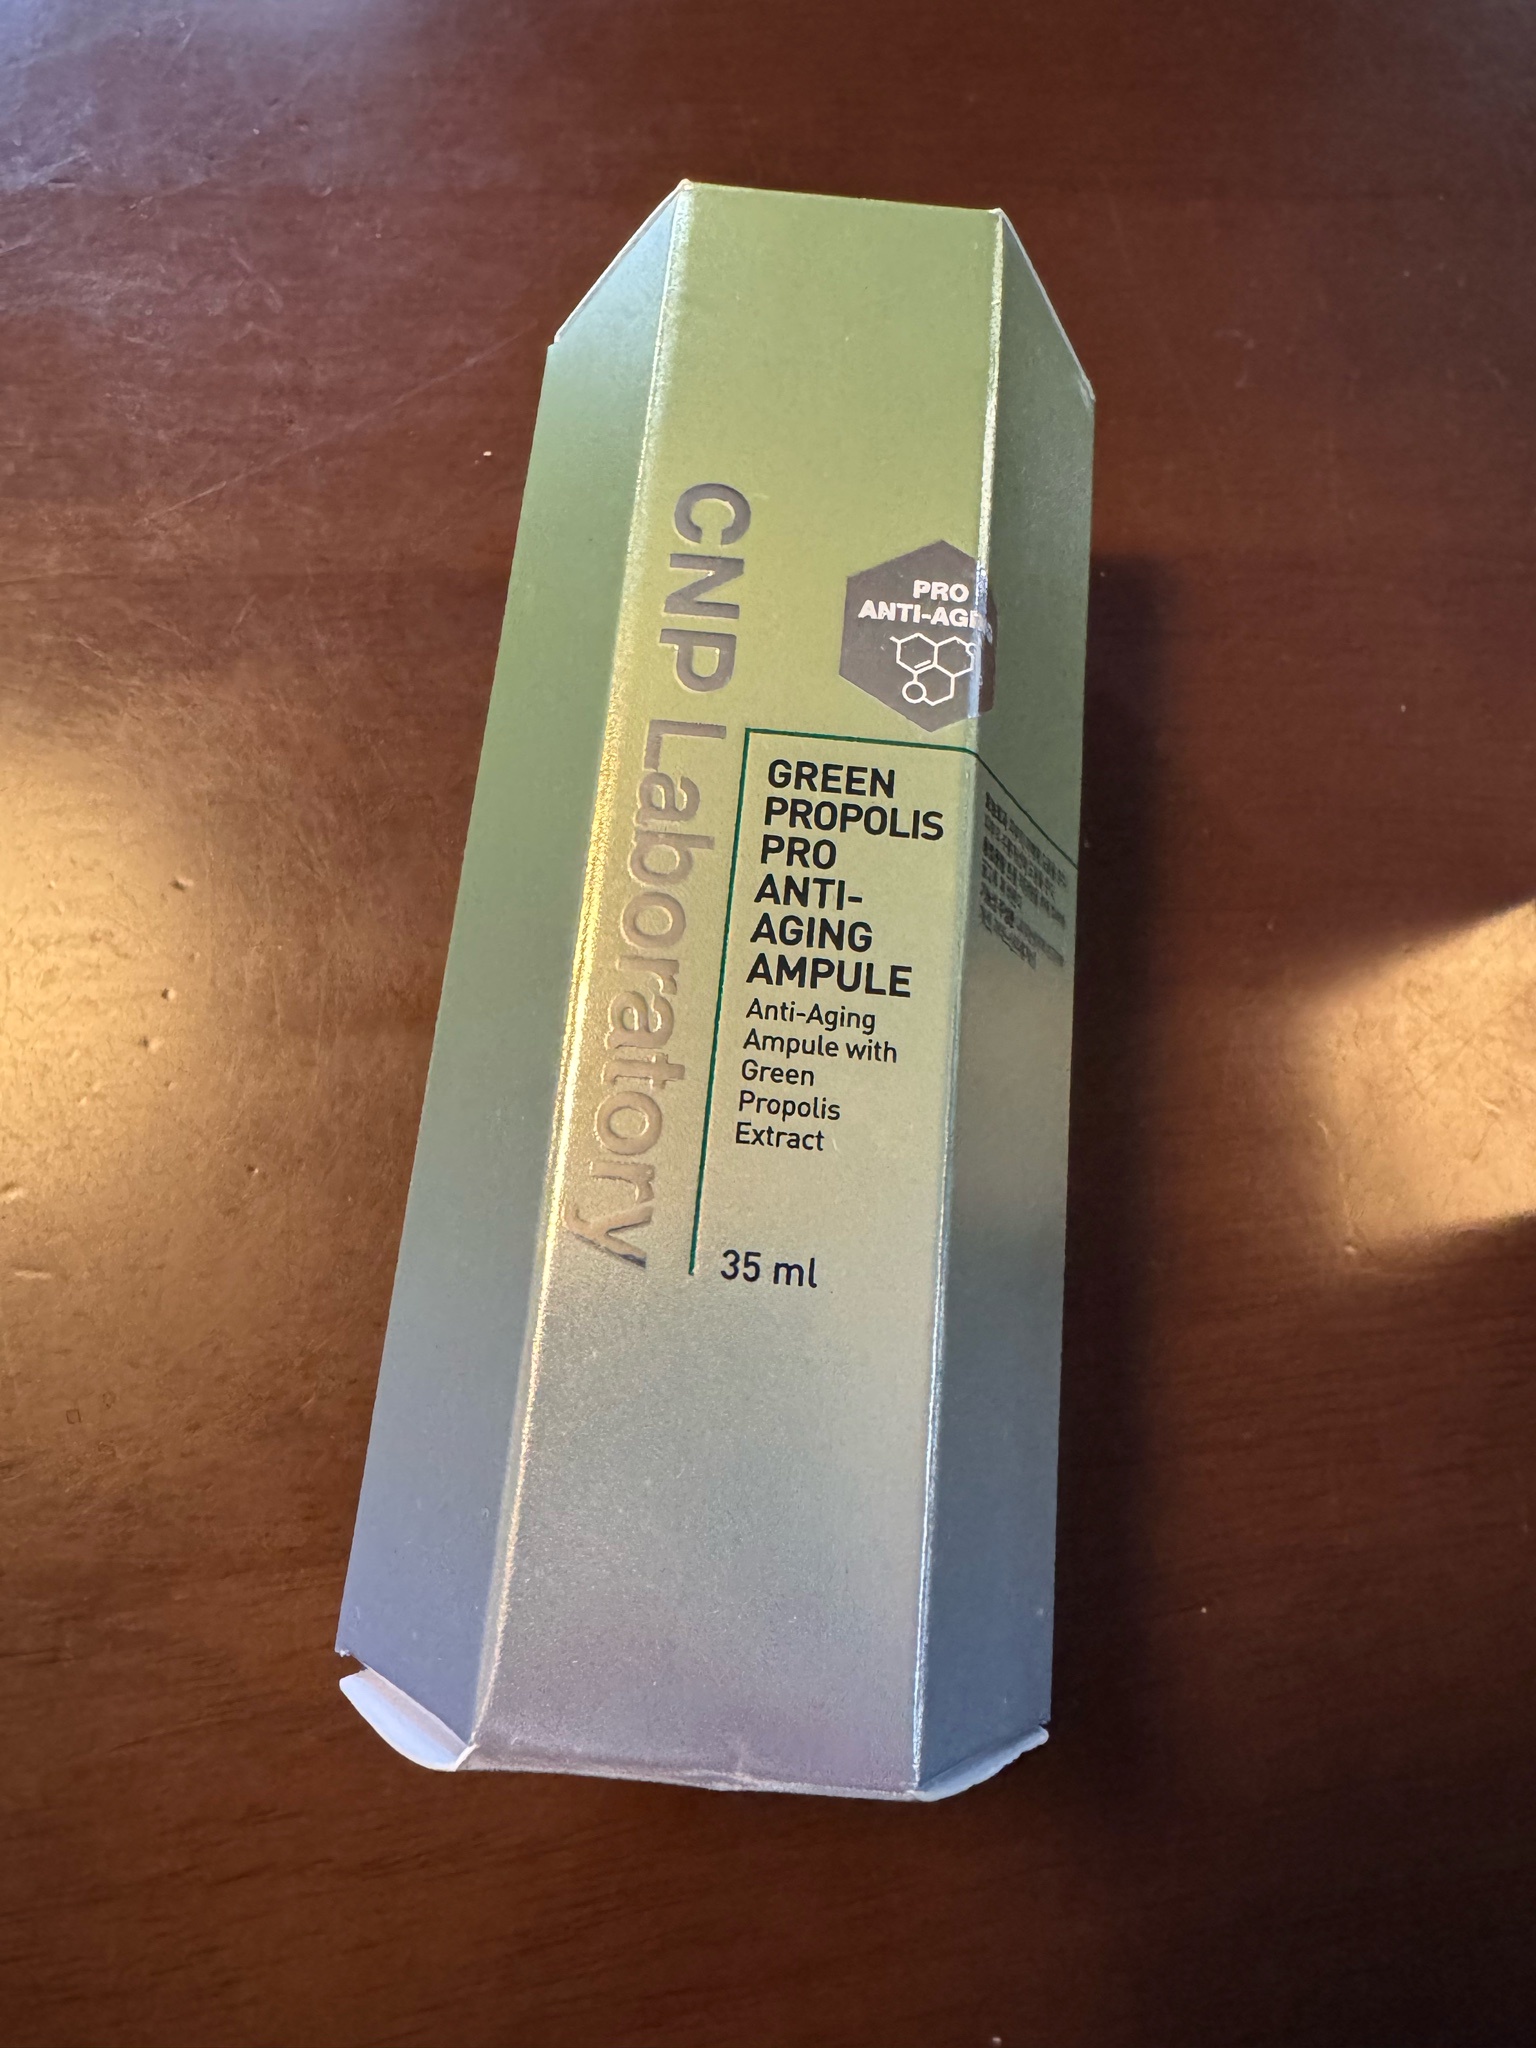 CNP Laboratory
PRO
ANTI-AGING
GREEN
PROPOLIS
PRO
ANTI-
AGING
AMPULE
Anti-Aging
Ampule with
Green
Propolis
Extract
35 ml